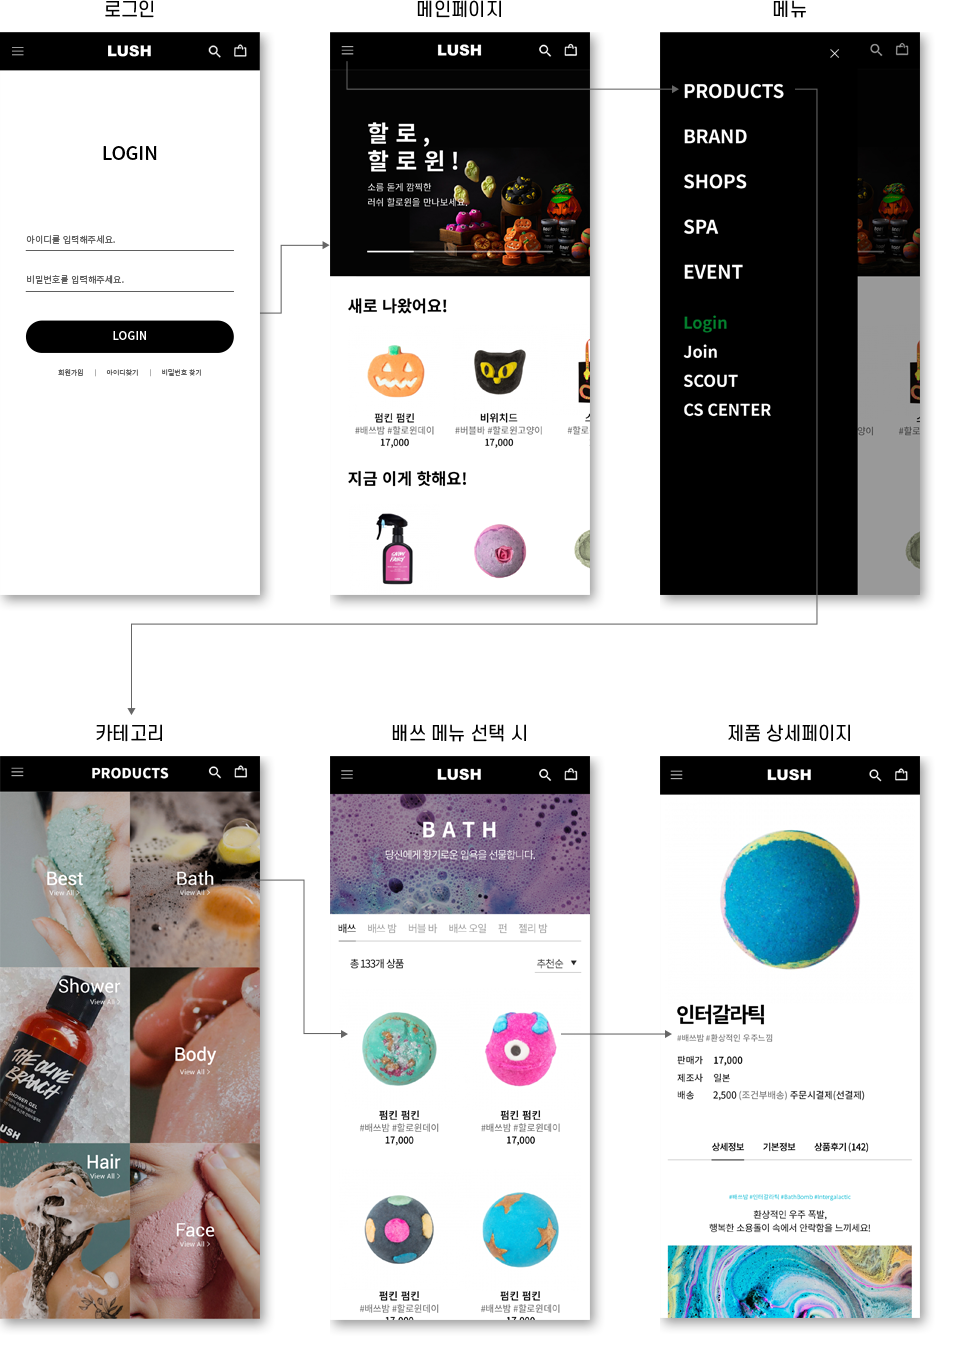 로그인
메인페이지
메뉴
LUSH
LOGIN
아이디를 입력해주세요.
비밀번호를 입력해주세요.
LOGIN
회원가입 | 아이디찾기 | 비밀번호 찾기
LUSH
할로,
할로윈!
소름 돋게 깜찍한
러쉬 할로윈을 만나보세요.
새로 나왔어요!
펌킨 펌킨
#배쓰밤 #할로윈데이
17,000
비위치드
#버블바 #할로윈고양이
17,000
#할로
지금 이게 핫해요!
PRODUCTS
BRAND
SHOPS
SPA
EVENT
Login
Join
SCOUT
CS CENTER
양이
#할로
카테고리
배쓰 메뉴 선택 시
제품 상세페이지
PRODUCTS
Best
View All >
Bath
View All >
Shower
View All >
THE OLIVE
BRANCH
SHOWER GEL
LUSH
Body
View All >
Hair
View All >
Face
View All >
LUSH
BATH
당신에게 향기로운 입욕을 선물합니다.
배쓰 배쓰 밤 버블 바 배쓰 오일 펀 젤리 밤
총 133개 상품
추천순 ▼
펌킨 펌킨
#배쓰밤 #할로윈데이
17,000
펌킨 펌킨
#배쓰밤 #할로윈데이
17,000
펌킨 펌킨
#배쓰밤 #할로윈데이
17,000
펌킨 펌킨
#배쓰밤 #할로윈데이
17,000
LUSH
인터갈라틱
#배쓰밤 #환상적인 우주느낌
판매가 17,000
제조사 일본
배송 2,500 (조건부배송) 주문시결제(선결제)
상세정보 기본정보 상품후기 (142)
#배쓰밤 #인터갈라틱 #BathBomb #Intergalactic
환상적인 우주 폭발,
행복한 소용돌이 속에서 안락함을 느끼세요!